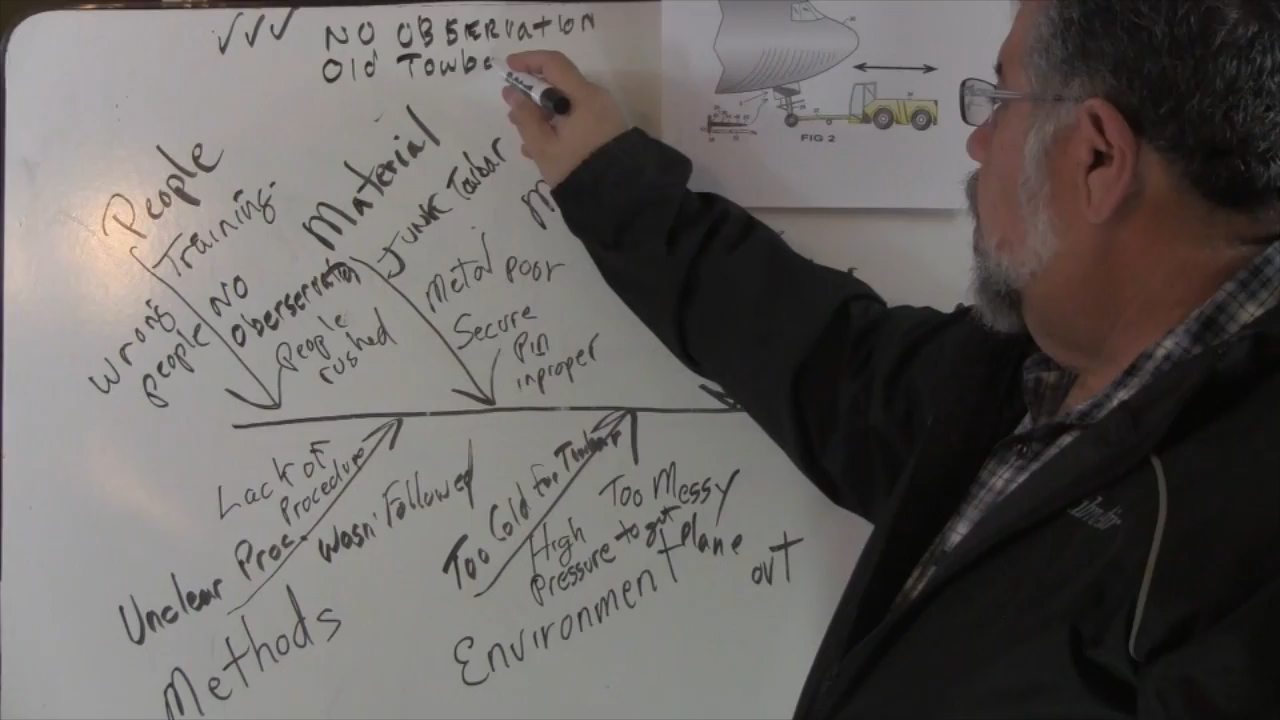 NO OBSERvation
Old Towba
FIG 2
People
Training
Wrong
people
NO
Oberservation
People
rushed
Material
JUNK Towbar
Metal poor
Secure
Pin
inproper
M
Lack of
Procedure
Unclear Proc.
Wasn' Followed
Methods
Too Cold for Towbar
Too Messy
High
Pressure to get plane
out
Environment